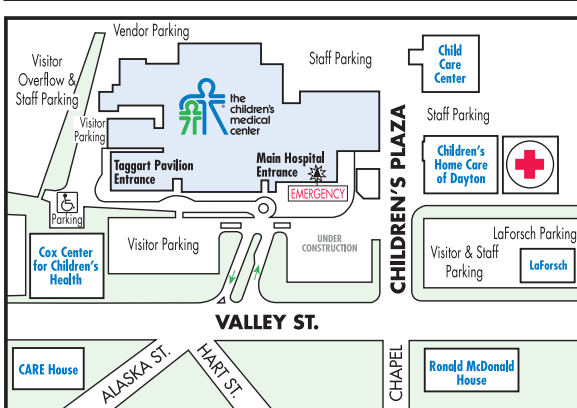 Vendor Parking
Visitor
Overflow &
Staff Parking
Staff Parking
Child
Care
Center
the
children's
medical
center
Staff Parking
Visitor
Parking
Taggart Pavilion
Entrance
Main Hospital
Entrance
EMERGENCY
Children's
Home Care
of Dayton
CHILDREN'S PLAZA
Parking
Visitor Parking
UNDER
CONSTRUCTION
Cox Center
for Children's
Health
LaForsch Parking
Visitor & Staff
Parking
LaForsch
VALLEY ST.
CARE House
ALASKA ST.
HART ST.
CHAPEL
Ronald McDonald
House